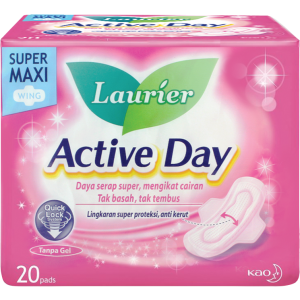 SUPER
MAXI
WING
Laurier
Active Day
Daya serap super, mengikat cairan
Tak basah, tak tembus
Lingkaran super proteksi, anti kerut
Quick
Lock
Tanpa Gel
20 pads
Kao